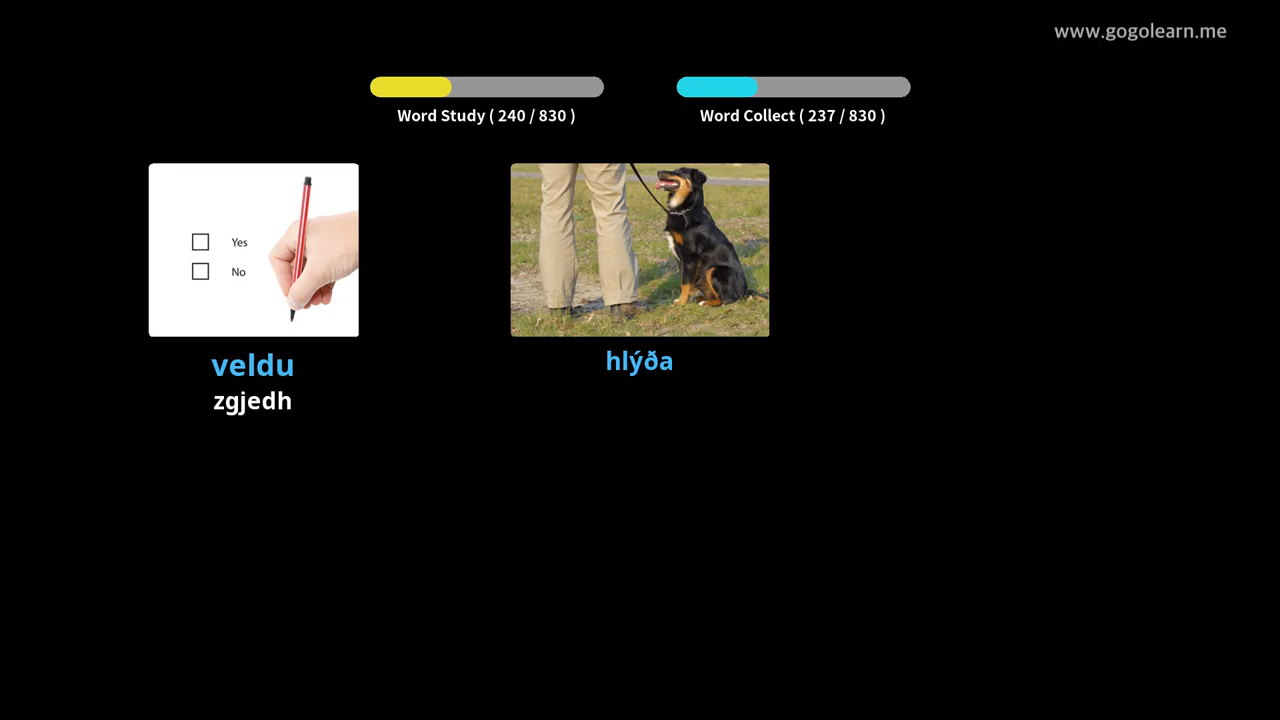 www.gogolearn.me
Word Study ( 240 / 830 )
Word Collect ( 237 / 830 )
Yes
No
veldu
zgjedh
hlýða